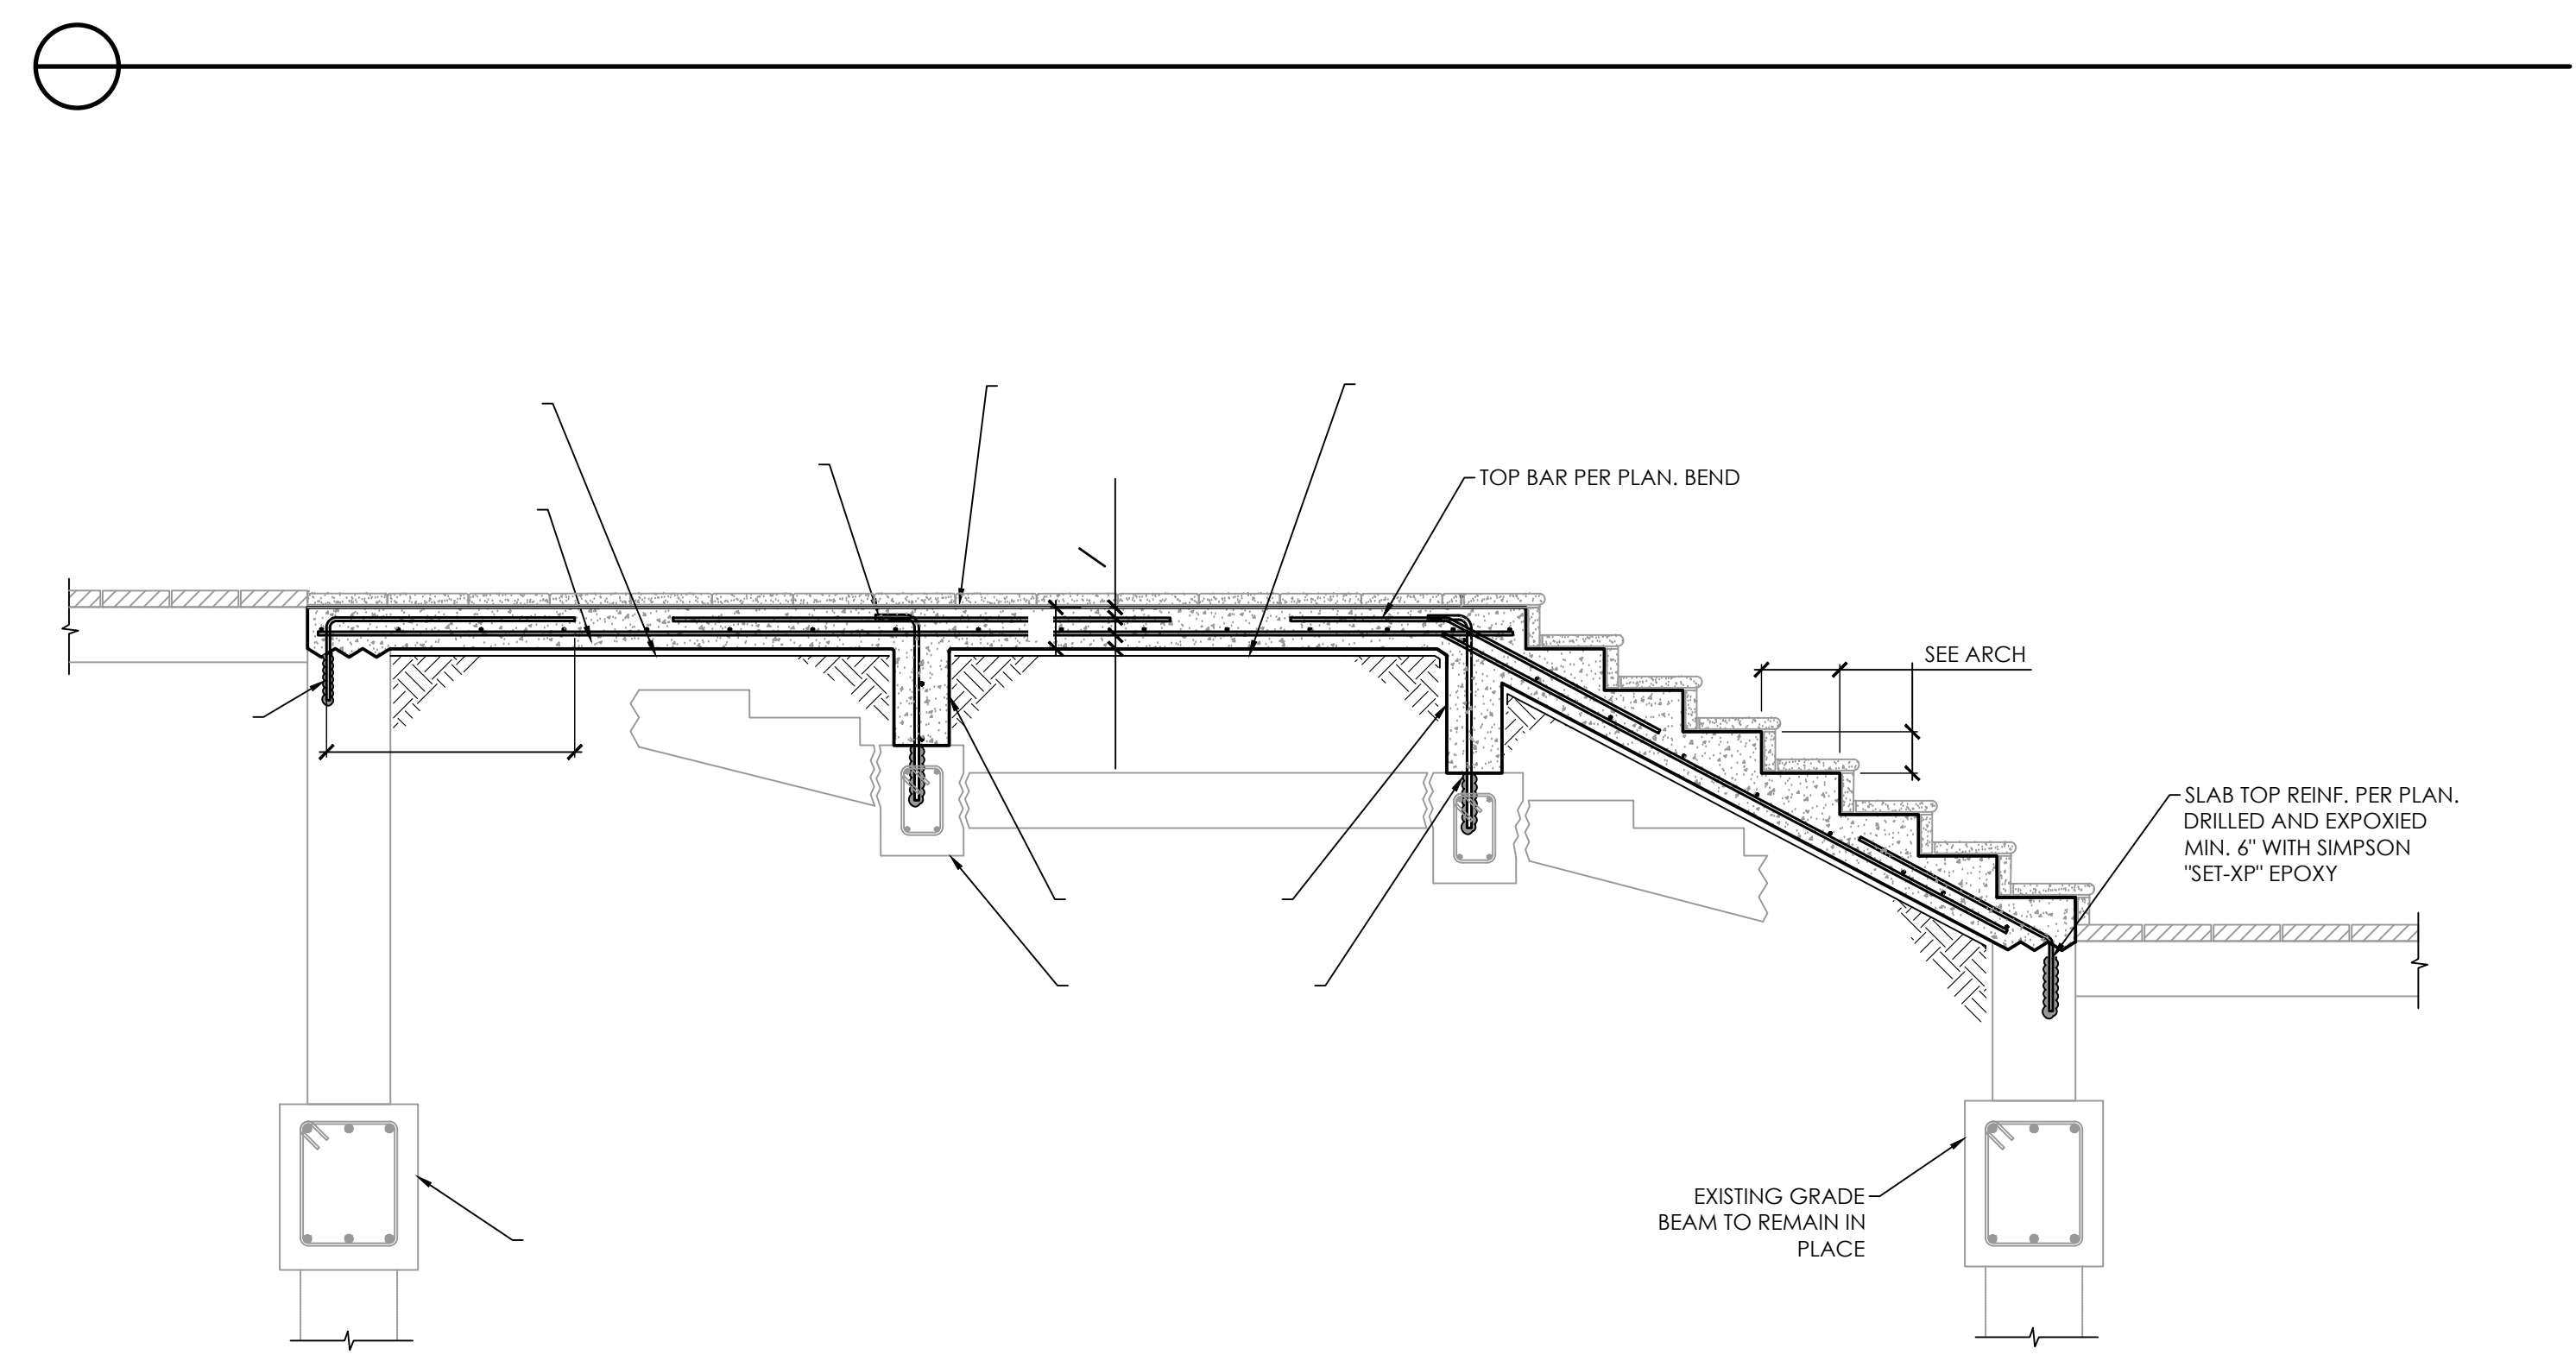 TOP BAR PER PLAN. BEND
SEE ARCH
SLAB TOP REINF. PER PLAN.
DRILLED AND EXPOXIED
MIN. 6" WITH SIMPSON
"SET-XP" EPOXY
EXISTING GRADE
BEAM TO REMAIN IN
PLACE